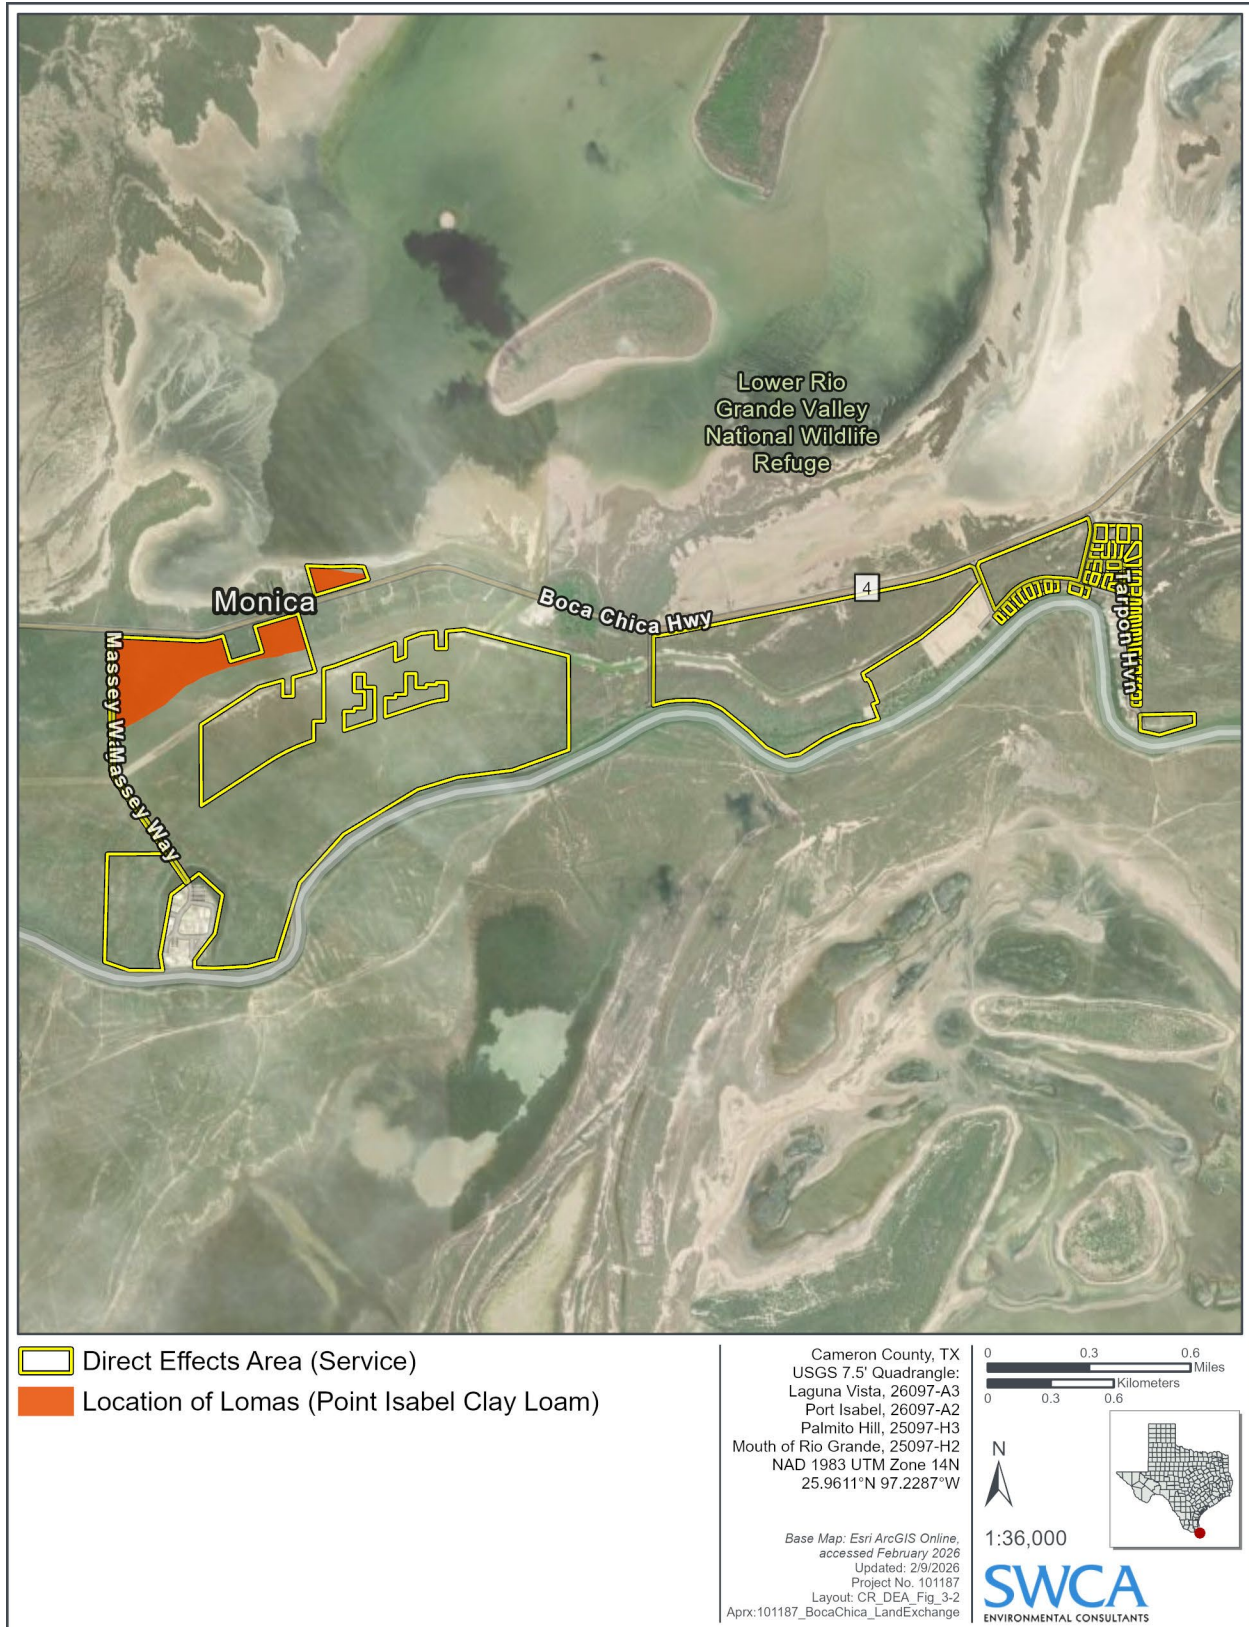 Lower Rio
Grande Valley
National Wildlife
Refuge
4
Monica
Boca Chica Hwy
Tarpon Hvn
Massey Wa
Massey Way
Direct Effects Area (Service)
Location of Lomas (Point Isabel Clay Loam)
Cameron County, TX
USGS 7.5' Quadrangle:
Laguna Vista, 26097-A3
Port Isabel, 26097-A2
Palmito Hill, 25097-H3
Mouth of Rio Grande, 25097-H2
NAD 1983 UTM Zone 14N
25.9611°N 97.2287°W
Base Map: Esri ArcGIS Online,
accessed February 2026
Updated: 2/9/2026
Project No. 101187
Layout: CR_DEA_Fig_3-2
Aprx:101187_BocaChica_LandExchange
0 0.3 0.6
Miles
Kilometers
0 0.3 0.6
N
1:36,000
SWCA
ENVIRONMENTAL CONSULTANTS